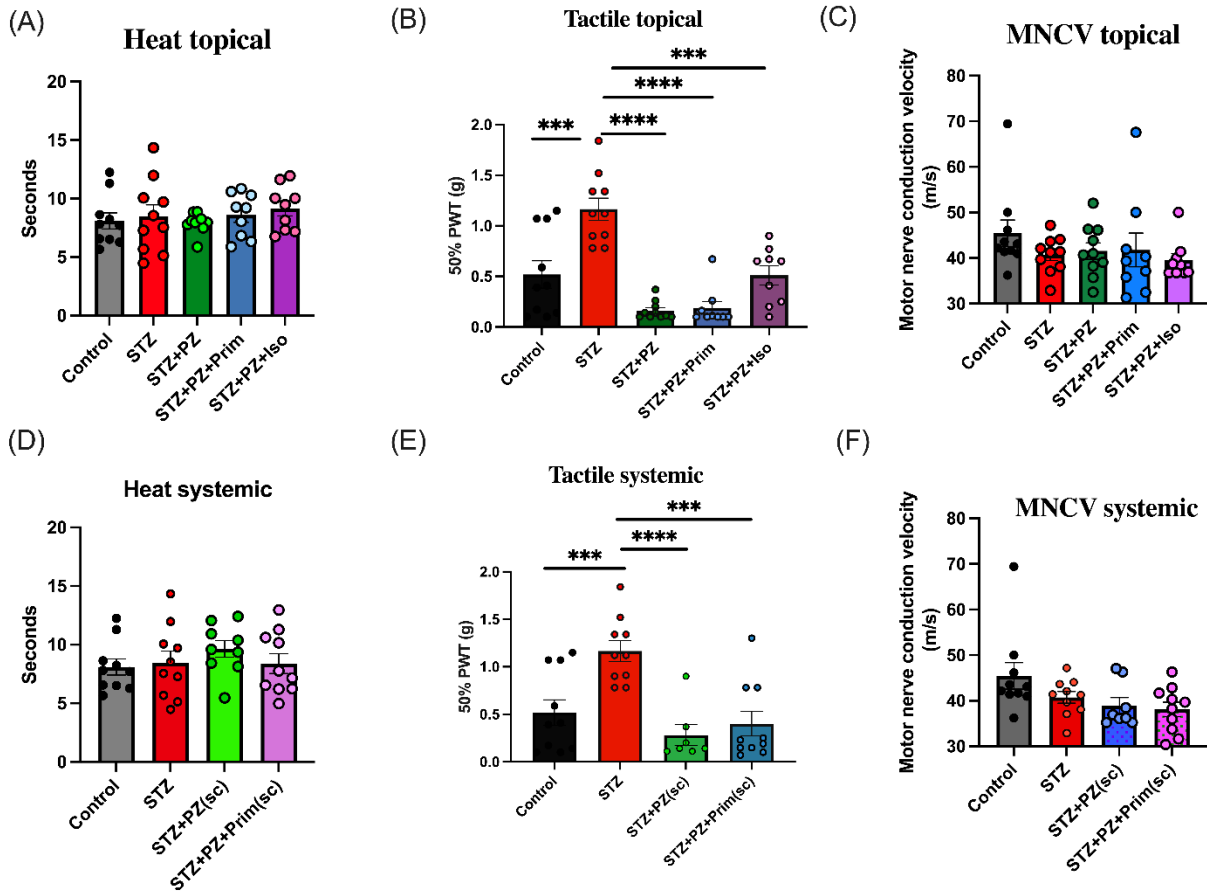 (A)
Heat topical
Seconds
20
15
10
5
0
Control
STZ
STZ+PZ
STZ+PZ+Prim
STZ+PZ+Iso
(B)
Tactile topical
***
****
*** ****
50% PWT (g)
2.0
1.5
1.0
0.5
0.0
Control
STZ
STZ+PZ
STZ+PZ+Prim
STZ+PZ+Iso
(C)
MNCV topical
Motor nerve conduction velocity
(m/s)
80
70
60
50
40
30
Control
STZ
STZ+PZ
STZ+PZ+Prim
STZ+PZ+Iso
(D)
Heat systemic
Seconds
20
15
10
5
0
Control
STZ
STZ+PZ(sc)
STZ+PZ+Prim(sc)
(E)
Tactile systemic
***
****
***
50% PWT (g)
2.0
1.5
1.0
0.5
0.0
Control
STZ
STZ+PZ(sc)
STZ+PZ+Prim(sc)
(F)
MNCV systemic
Motor nerve conduction velocity
(m/s)
80
70
60
50
40
30
Control
STZ
STZ+PZ(sc)
STZ+PZ+Prim(sc)